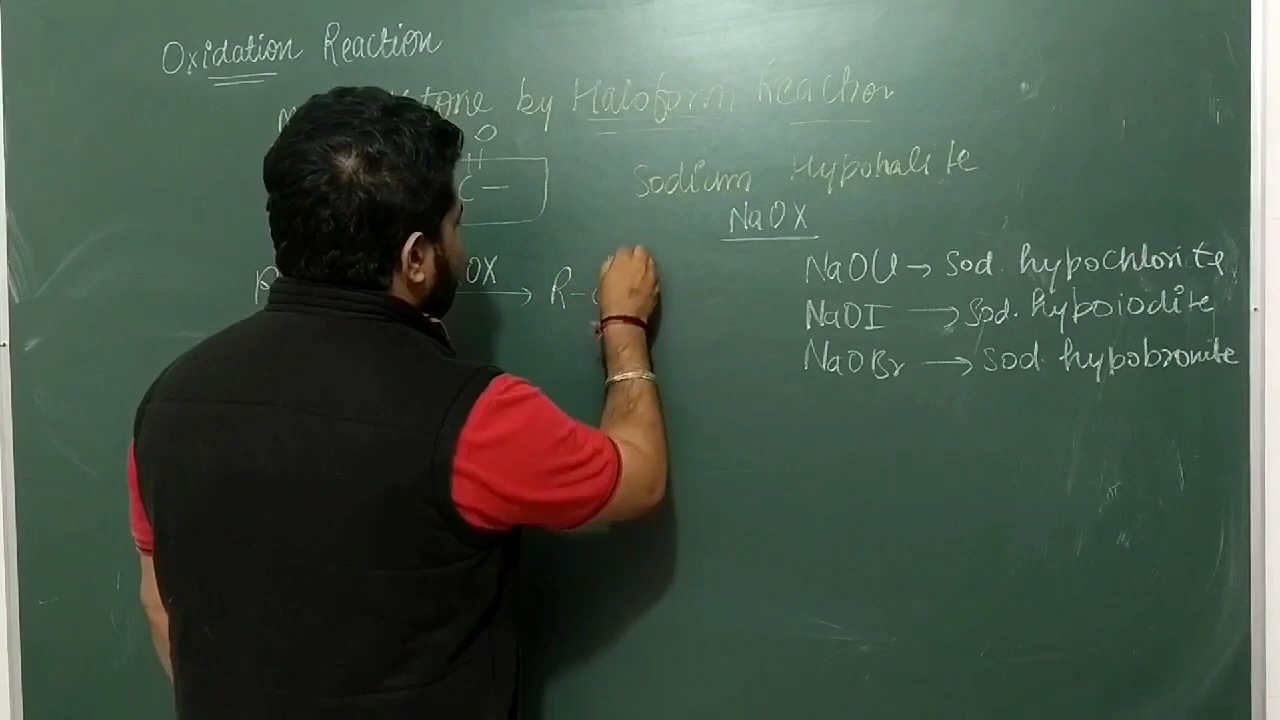 Oxidation Reaction
by Haloform Reaction
O
C —
Sodium Hypohalite
NaOX
OX → R-
NaOCl → Sod. hypochlorite
NaOI → Sod. hypoiodite
NaOBr → Sod. hypobromite